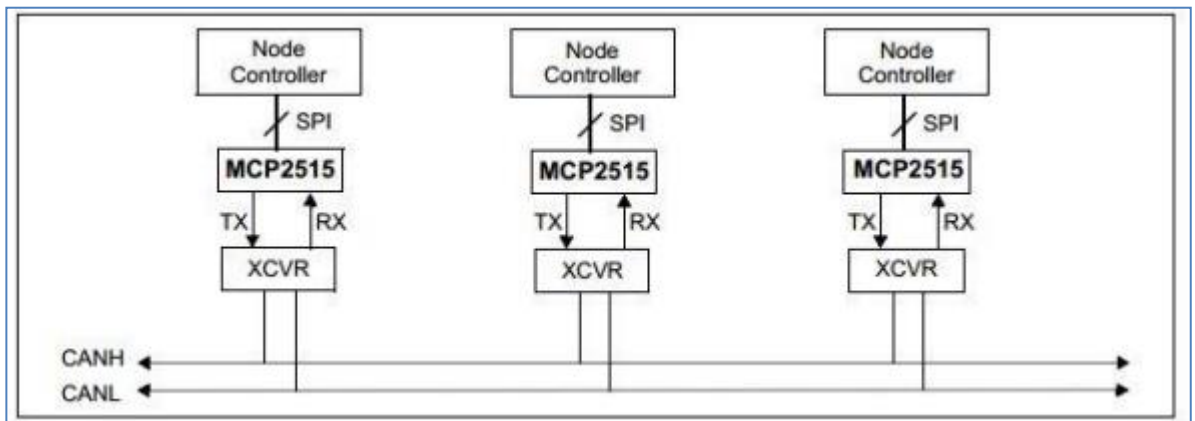 Node
Controller
Node
Controller
Node
Controller
SPI
SPI
SPI
MCP2515
MCP2515
MCP2515
TX
RX
TX
RX
TX
RX
XCVR
XCVR
XCVR
CANH
CANL